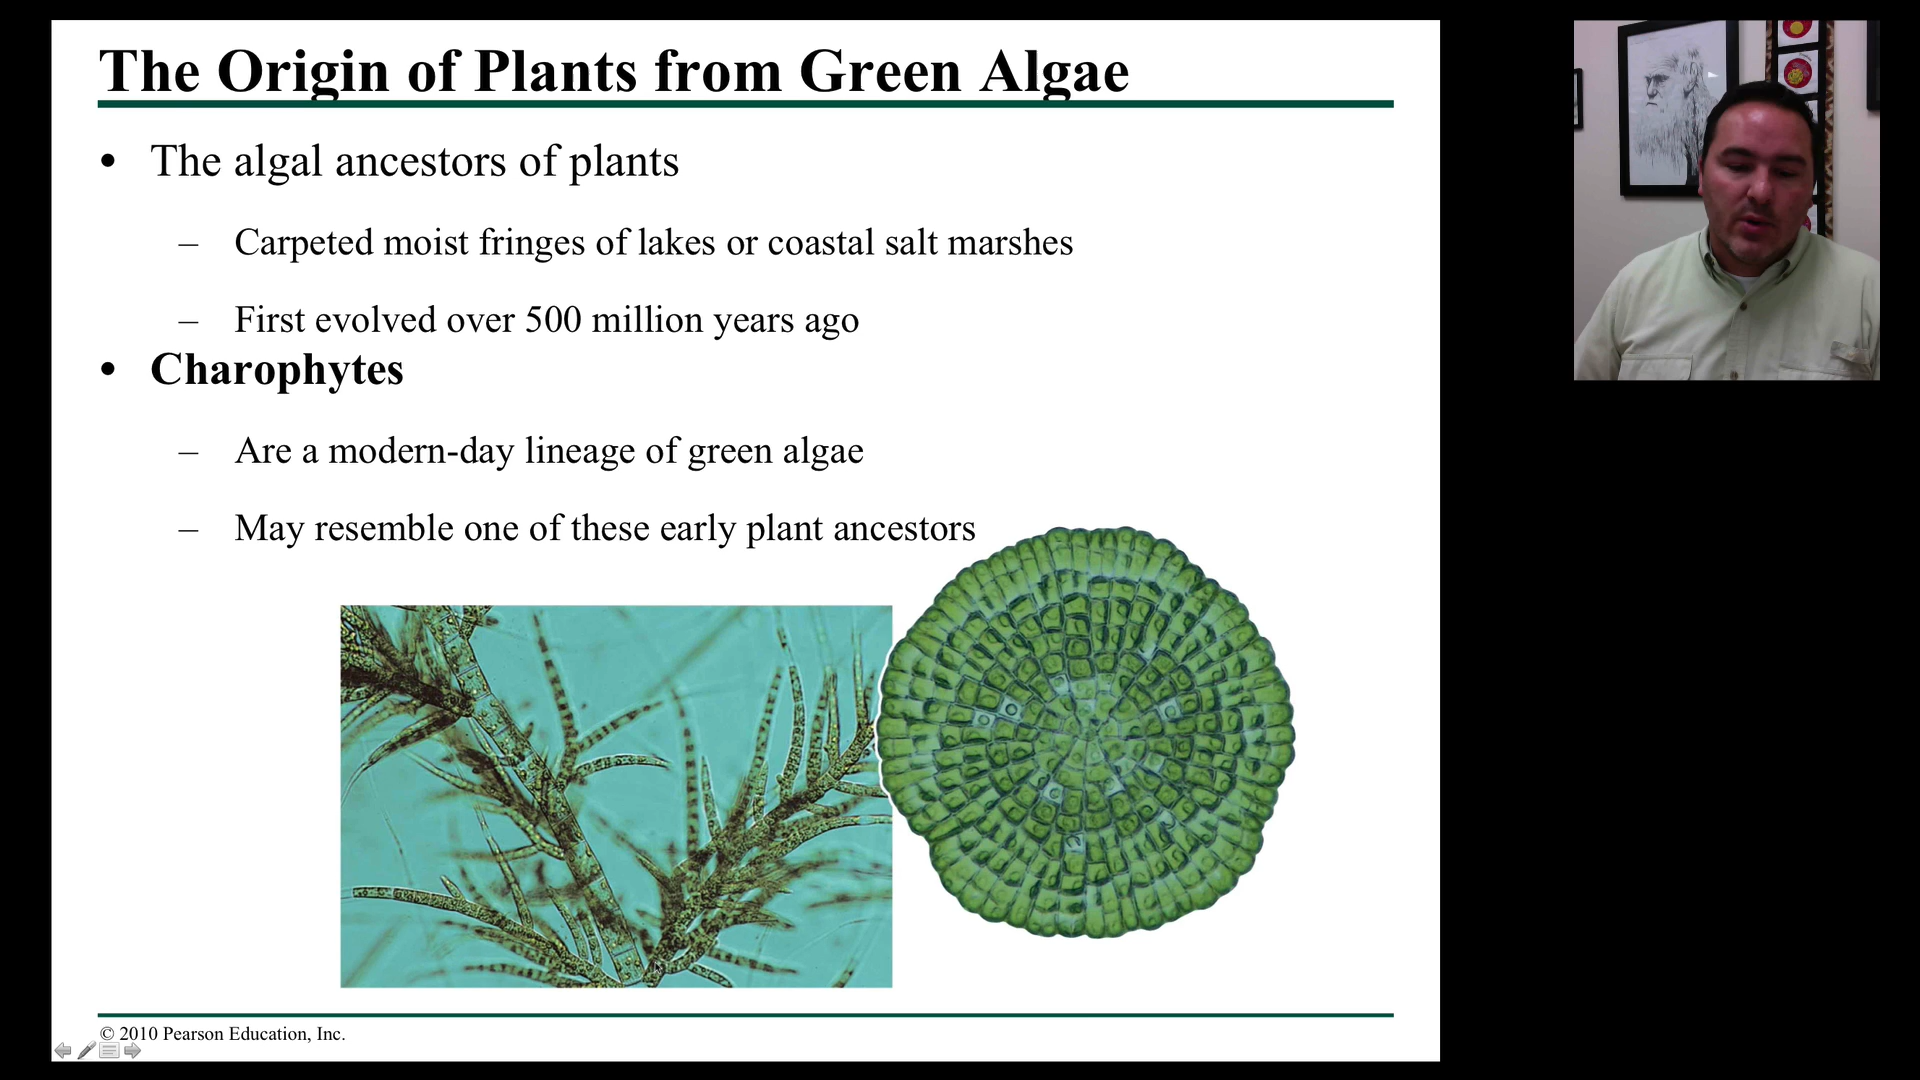 The Origin of Plants from Green Algae
• The algal ancestors of plants
– Carpeted moist fringes of lakes or coastal salt marshes
– First evolved over 500 million years ago
• Charophytes
– Are a modern-day lineage of green algae
– May resemble one of these early plant ancestors
© 2010 Pearson Education, Inc.